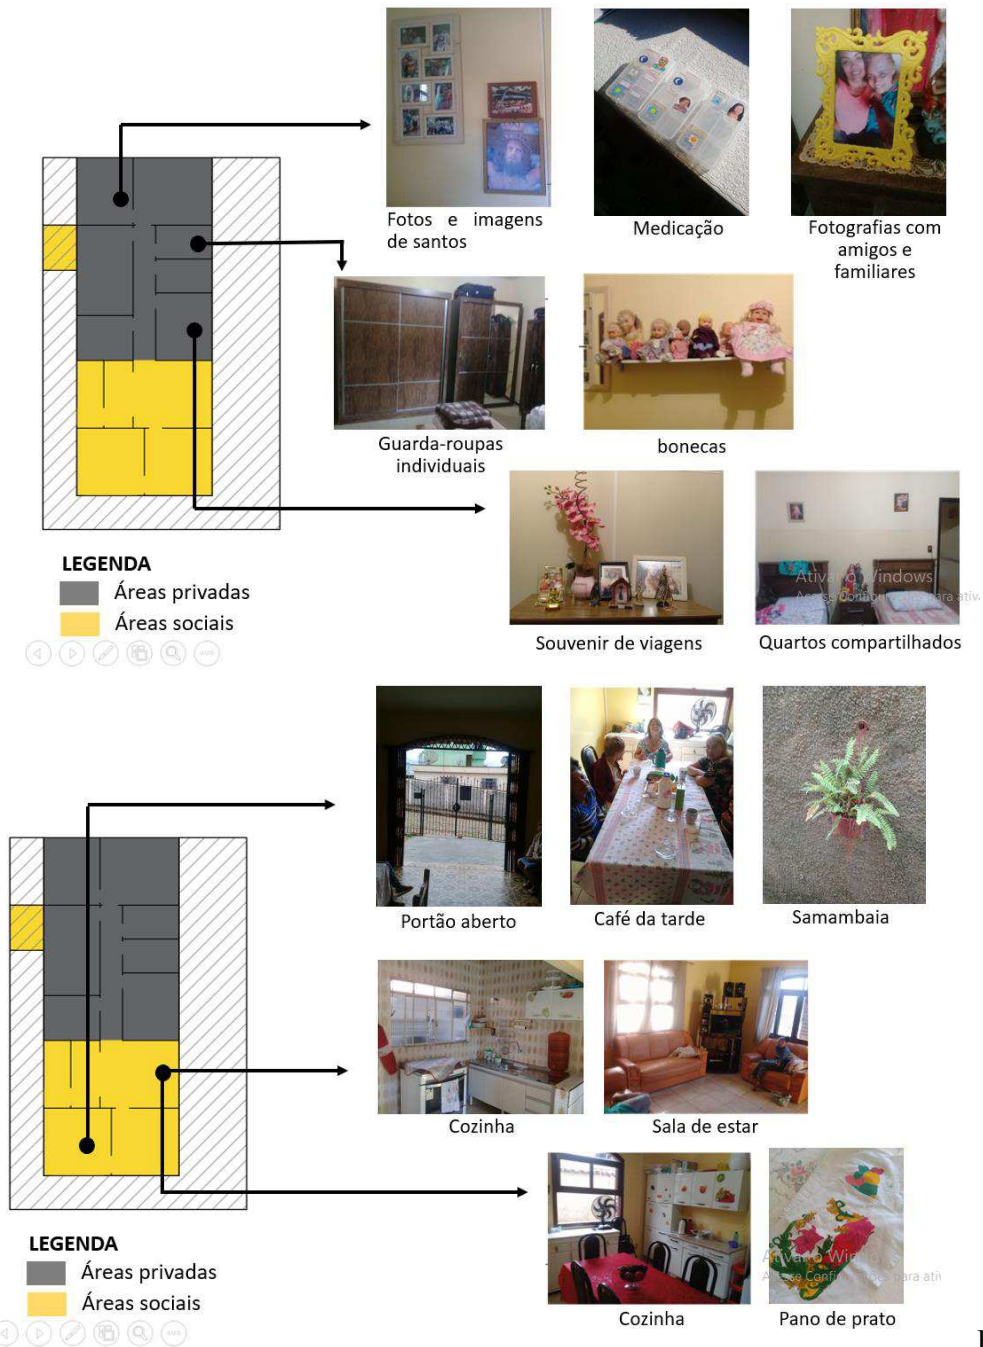 Fotos e imagens
de santos
Medicação
Fotografias com
amigos e
familiares
Guarda-roupas
individuais
bonecas
LEGENDA
Áreas privadas
Áreas sociais
Ativar o Windows
Souvenir de viagens
Quartos compartilhados
Portão aberto
Café da tarde
Samambaia
Cozinha
Sala de estar
LEGENDA
Áreas privadas
Áreas sociais
Cozinha
Pano de prato